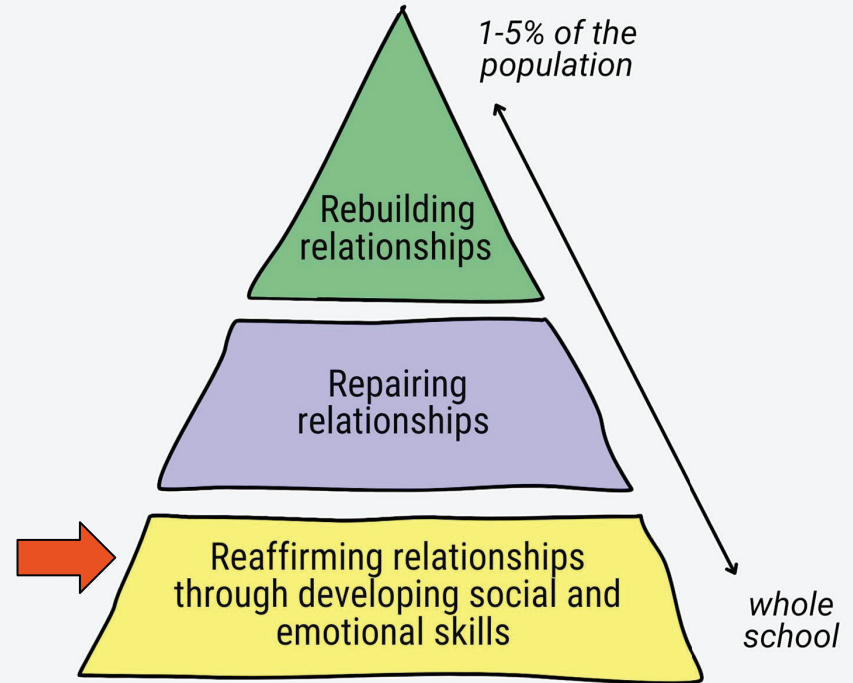 1-5% of the
population
Rebuilding
relationships
Repairing
relationships
Reaffirming relationships
through developing social and
emotional skills
whole
school